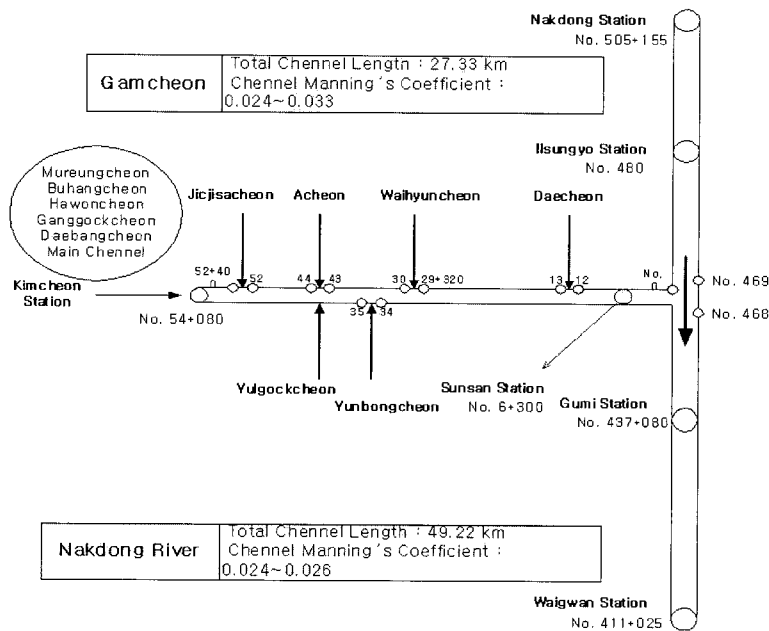 Nakdong Station
No. 505+155
Gamcheon
Total Channel Length : 27.33 km
Chennel Manning´s Coefficient :
0.024~0.033
Ilsungyo Station
No. 480
Mureungcheon
Buhangcheon
Hawoncheon
Ganggockcheon
Daebangcheon
Main Channel
Jicjisacheon
Acheon
Waihyuncheon
Daecheon
Kimcheon
Station
52+40
0
52
44
43
30
29+320
13
12
No.
0
No. 469
No. 468
No. 54+080
35
34
Yulgockcheon
Yunbongcheon
Sunsan Station
No. 6+300
Gumi Station
No. 437+080
Nakdong River
Total Channel Length : 49.22 km
Chennel Manning´s Coefficient :
0.024~0.026
Waigwan Station
No. 411+025